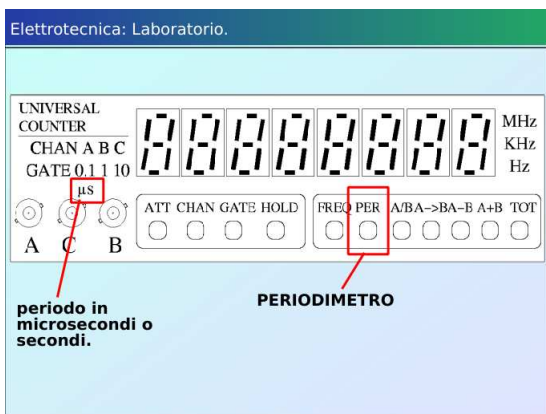 Elettrotecnica: Laboratorio.
UNIVERSAL
COUNTER
CHAN A B C
GATE 0.1 1 10
µs
MHz
KHz
Hz
ATT CHAN GATE HOLD
FREQ PER A/B A->B A-B A+B TOT
A C B
periodo in
microsecondi o
secondi.
PERIODIMETRO